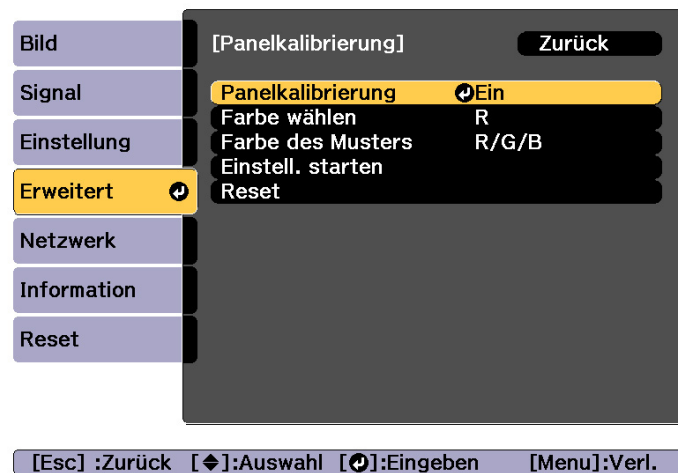 Bild
Signal
Einstellung
Erweitert
Netzwerk
Information
Reset
[Panelkalibrierung] Zurück
Panelkalibrierung Ein
Farbe wählen R
Farbe des Musters R/G/B
Einstell. starten
Reset
[Esc] :Zurück [◆]:Auswahl [⏎]:Eingeben [Menu]:Verl.